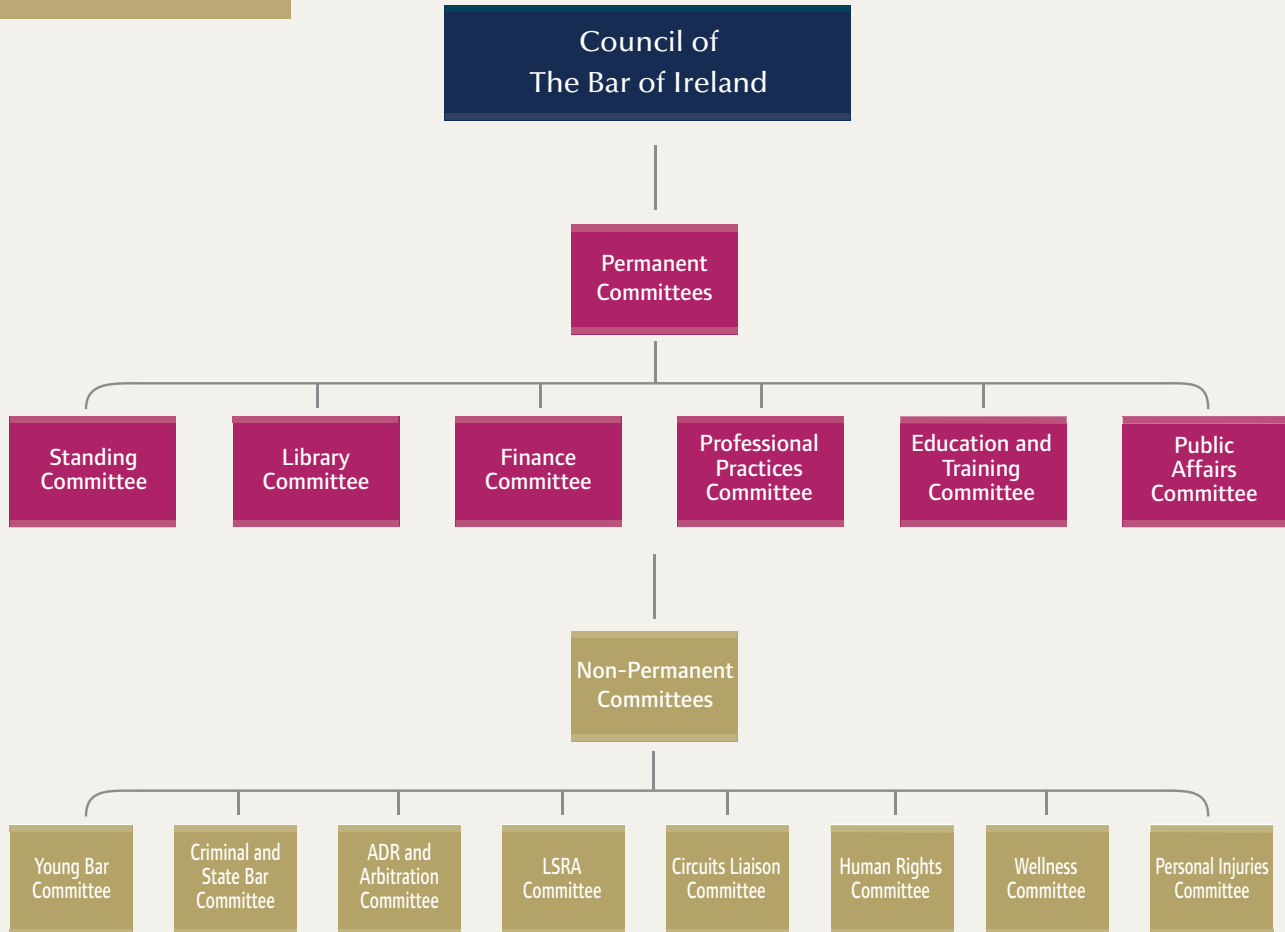 Council of
The Bar of Ireland
Permanent
Committees
Standing
Committee
Library
Committee
Finance
Committee
Professional
Practices
Committee
Education and
Training
Committee
Public
Affairs
Committee
Non-Permanent
Committees
Young Bar
Committee
Criminal and
State Bar
Committee
ADR and
Arbitration
Committee
LSRA
Committee
Circuits Liaison
Committee
Human Rights
Committee
Wellness
Committee
Personal Injuries
Committee